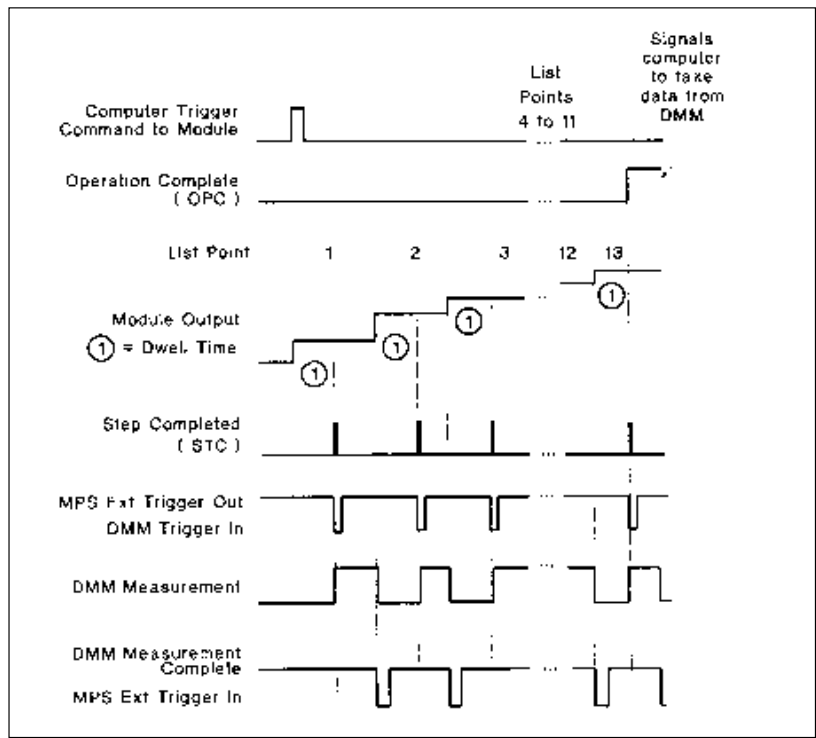 Signals
computer
to take
data from
DMM
List
Points
4 to 11
Computer Trigger
Command to Module
...
Operation Complete
( OPC )
...
List Point 1 2 3 12 13
Module Output
...
1 = Dwel. Time
1 1 1 1
Step Completed
( STC )
...
MPS Ext Trigger Out
...
DMM Trigger In
DMM Measurement
...
DMM Measurement
Complete
...
MPS Ext Trigger In